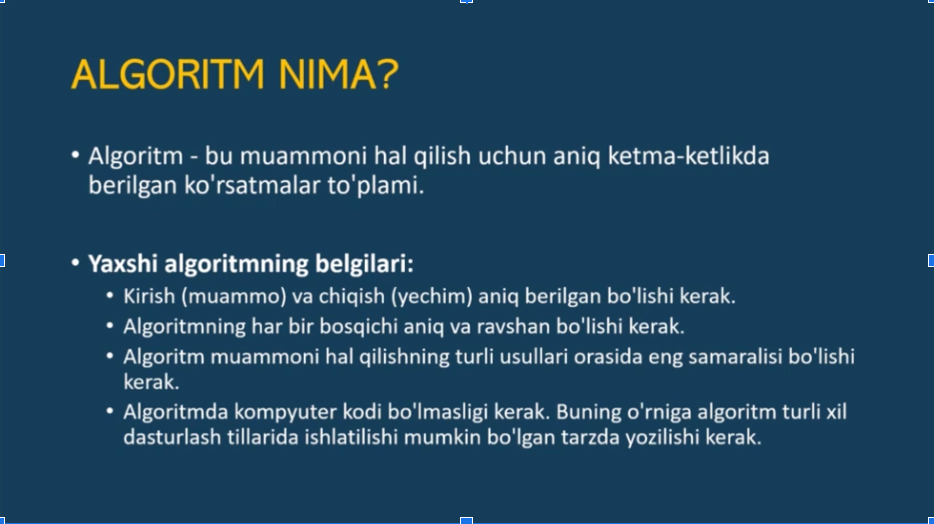 ALGORITM NIMA?
• Algoritm - bu muammoni hal qilish uchun aniq ketma-ketlikda
berilgan ko'rsatmalar to'plami.
• Yaxshi algoritmning belgilari:
• Kirish (muammo) va chiqish (yechim) aniq berilgan bo'lishi kerak.
• Algoritmning har bir bosqichi aniq va ravshan bo'lishi kerak.
• Algoritm muammoni hal qilishning turli usullari orasida eng samaralisi bo'lishi
kerak.
• Algoritmda kompyuter kodi bo'lmasligi kerak. Buning o'rniga algoritm turli xil
dasturlash tillarida ishlatilishi mumkin bo'lgan tarzda yozilishi kerak.